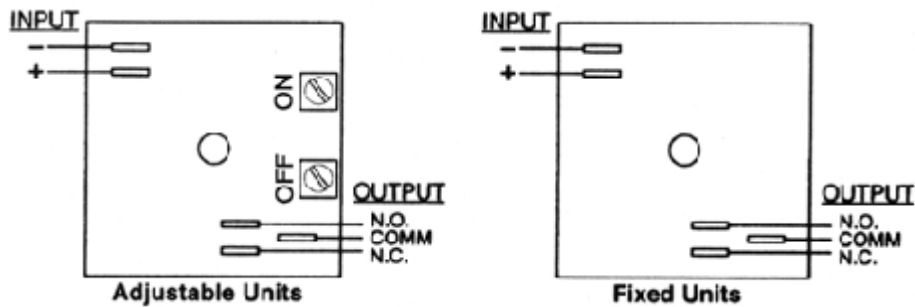 INPUT
-
+
ON
OFF
OUTPUT
N.O.
COMM
N.C.
Adjustable Units
INPUT
-
+
OUTPUT
N.O.
COMM
N.C.
Fixed Units